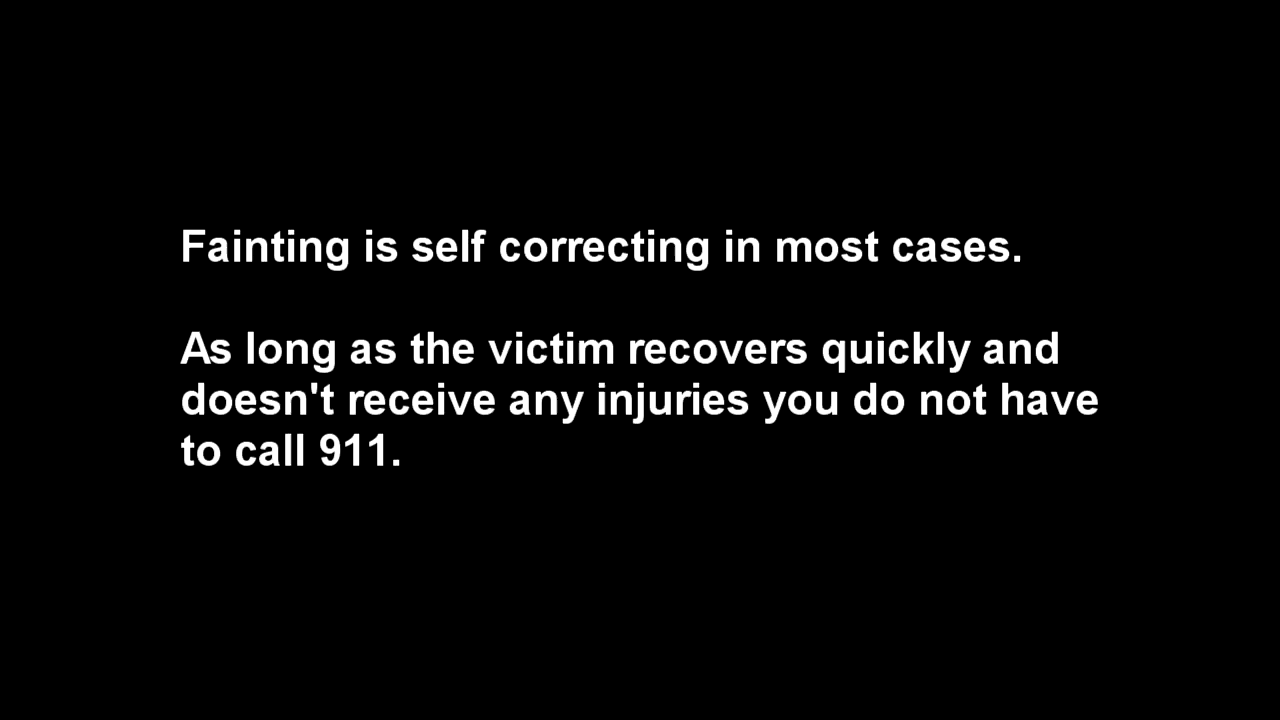 Fainting is self correcting in most cases.
As long as the victim recovers quickly and
doesn't receive any injuries you do not have
to call 911.